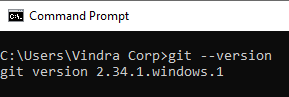 Command Prompt
C:\Users\Vindra Corp>git --version
git version 2.34.1.windows.1